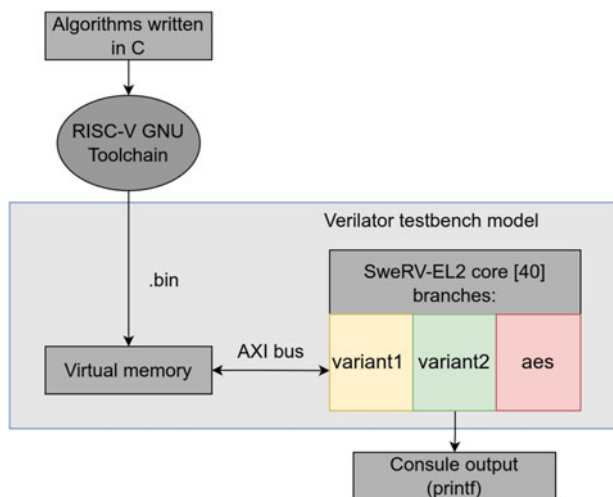 Algorithms written
in C
RISC-V GNU
Toolchain
Verilator testbench model
SweRV-EL2 core [40]
branches:
.bin
AXI bus
Virtual memory
variant1
variant2
aes
Consule output
(printf)